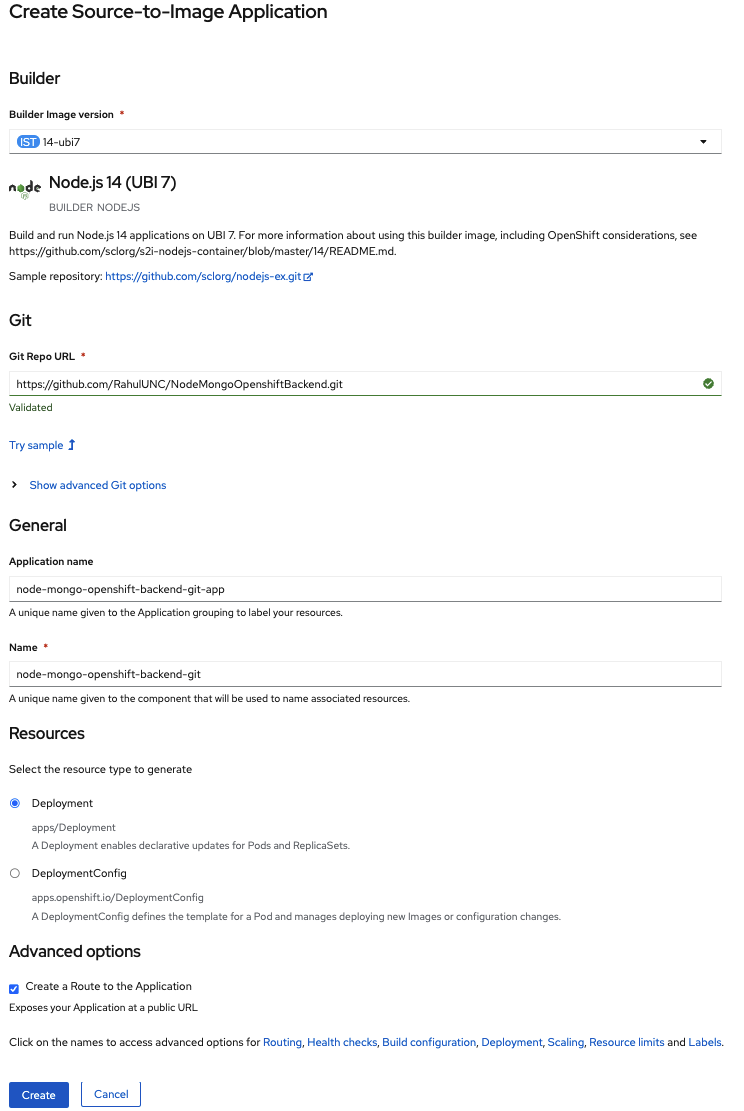 Create Source-to-Image Application
Builder
Builder Image version *
IST 14-ubi7
node
Node.js 14 (UBI 7)
BUILDER NODEJS
Build and run Node.js 14 applications on UBI 7. For more information about using this builder image, including OpenShift considerations, see
https://github.com/sclorg/s2i-nodejs-container/blob/master/14/README.md.
Sample repository: https://github.com/sclorg/nodejs-ex.git
Git
Git Repo URL *
https://github.com/RahulUNC/NodeMongoOpenshiftBackend.git
Validated
Try sample
Show advanced Git options
General
Application name
node-mongo-openshift-backend-git-app
A unique name given to the Application grouping to label your resources.
Name *
node-mongo-openshift-backend-git
A unique name given to the component that will be used to name associated resources.
Resources
Select the resource type to generate
Deployment
apps/Deployment
A Deployment enables declarative updates for Pods and ReplicaSets.
DeploymentConfig
apps.openshift.io/DeploymentConfig
A DeploymentConfig defines the template for a Pod and manages deploying new Images or configuration changes.
Advanced options
Create a Route to the Application
Exposes your Application at a public URL
Click on the names to access advanced options for Routing, Health checks, Build configuration, Deployment, Scaling, Resource limits and Labels.
Create Cancel